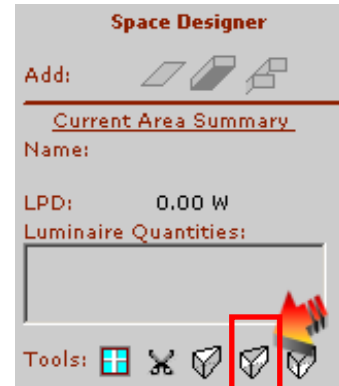 Space Designer
Add:
Current Area Summary
Name:
LPD: 0.00 W
Luminaire Quantities:
Tools: